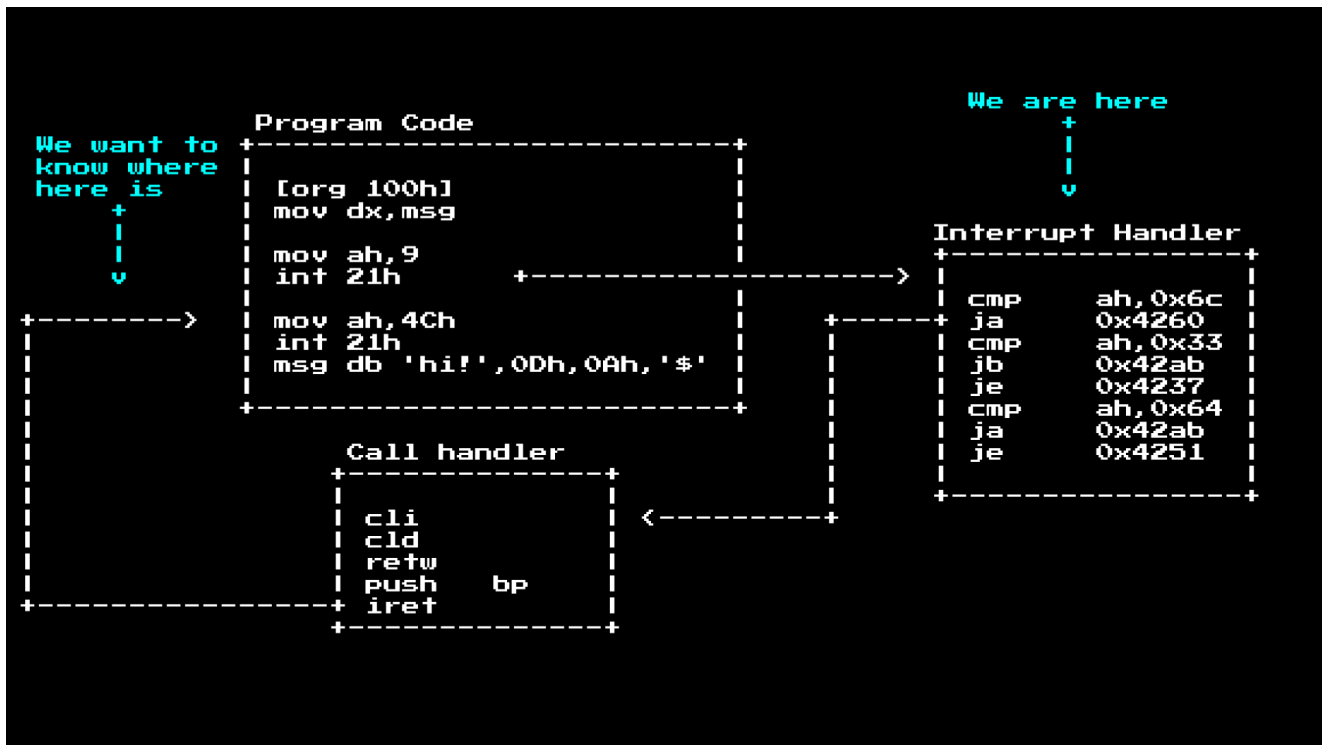 We are here
Program Code
We want to
know where
here is
[org 100h]
mov dx,msg
mov ah,9
int 21h
mov ah,4Ch
int 21h
msg db 'hi!',0Dh,0Ah,'$'
Interrupt Handler
cmp ah,0x6c
ja 0x4260
cmp ah,0x33
jb 0x42ab
je 0x4237
cmp ah,0x64
ja 0x42ab
je 0x4251
Call handler
cli
cld
retw
push bp
iret